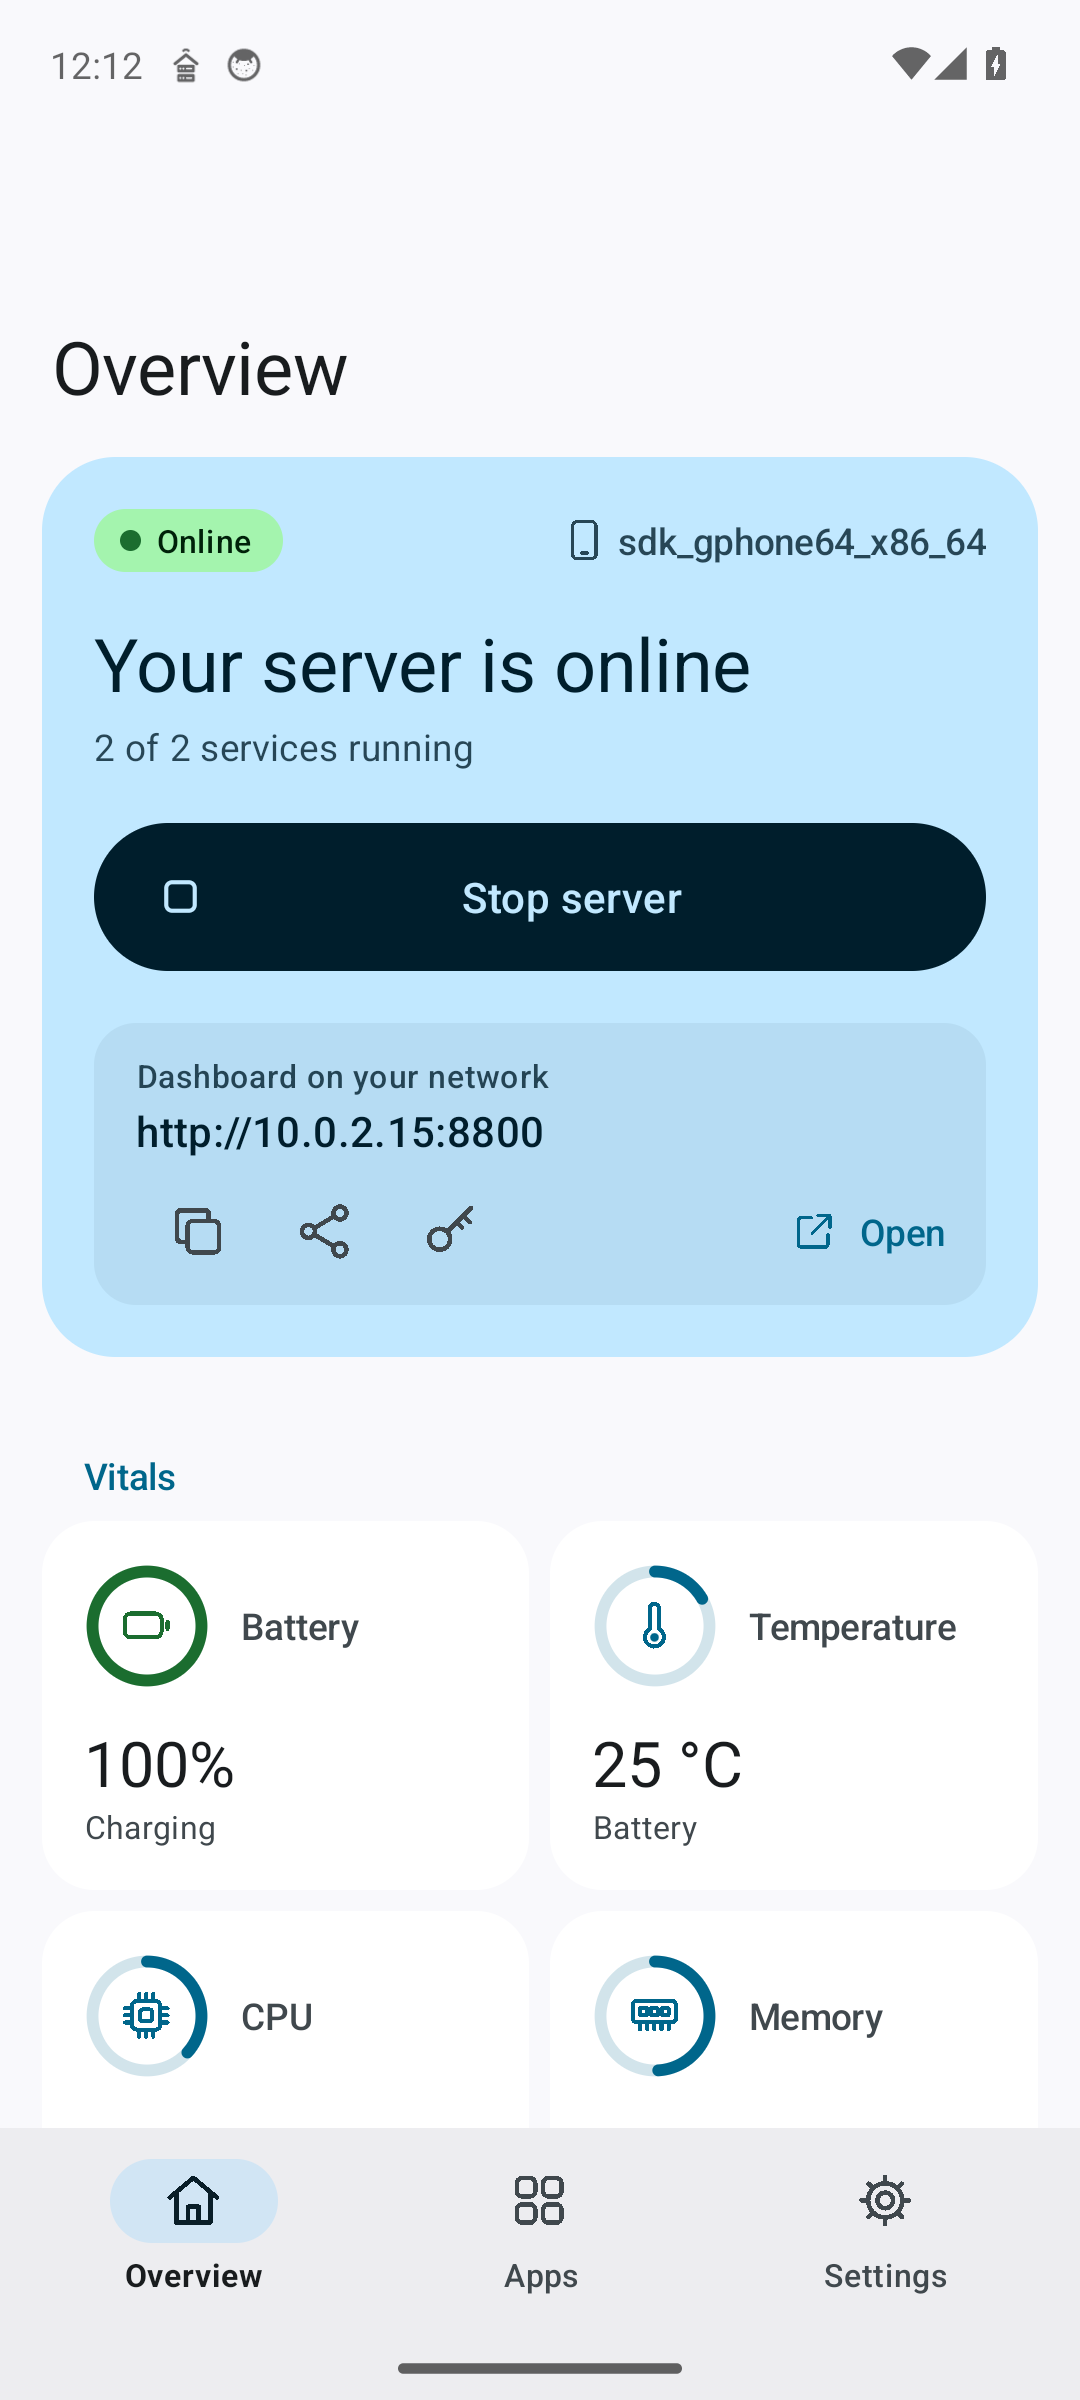 12:12
Overview
Online
sdk_gphone64_x86_64
Your server is online
2 of 2 services running
Stop server
Dashboard on your network
http://10.0.2.15:8800
Open
Vitals
Battery
100%
Charging
Temperature
25 °C
Battery
CPU
Memory
Overview
Apps
Settings